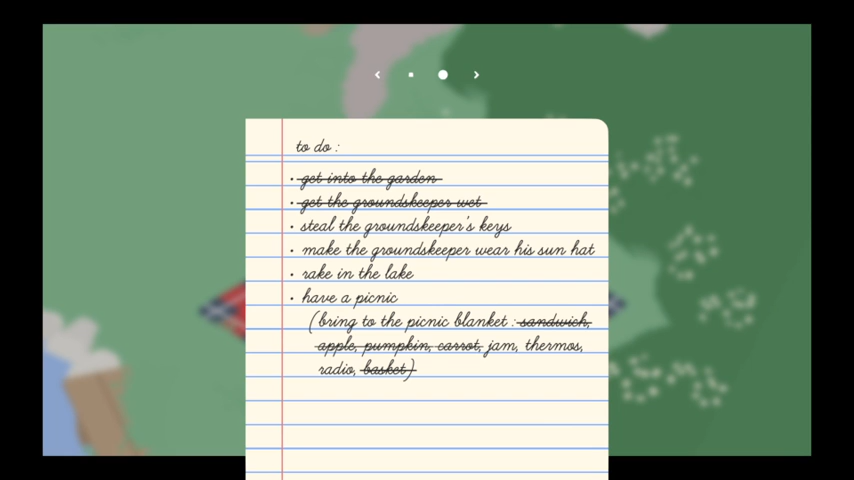 to do :
• get into the garden
• get the groundskeeper wet
• steal the groundskeeper's keys
• make the groundskeeper wear his sun hat
• rake in the lake
• have a picnic
(bring to the picnic blanket : sandwich,
apple, pumpkin, carrot, jam, thermos,
radio, basket)